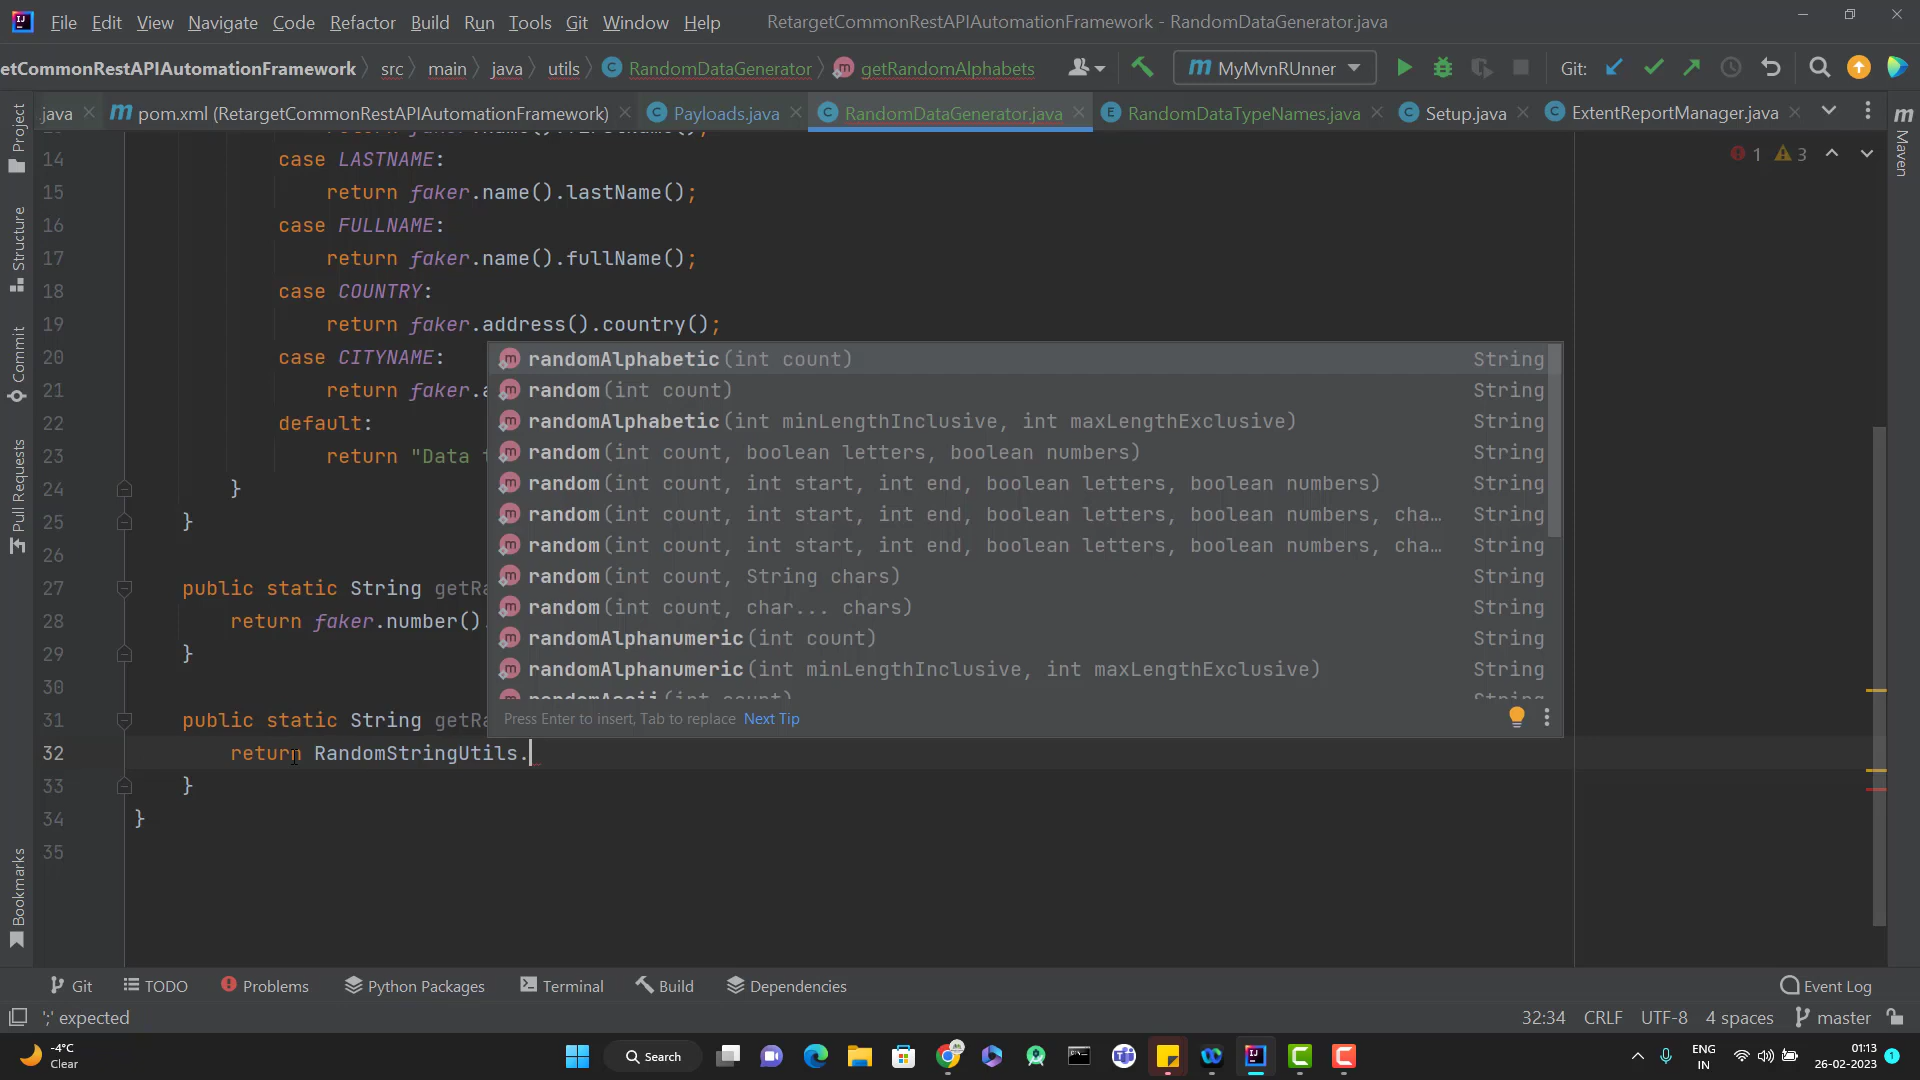 File Edit View Navigate Code Refactor Build Run Tools Git Window Help RetargetCommonRestAPIAutomationFramework - RandomDataGenerator.java
etCommonRestAPIAutomationFramework src main java utils RandomDataGenerator getRandomAlphabets MyMvnRUnner Git:
.java pom.xml (RetargetCommonRestAPIAutomationFramework) Payloads.java RandomDataGenerator.java RandomDataTypeNames.java Setup.java ExtentReportManager.java
Project
Structure
Commit
Pull Requests
Bookmarks
Maven
1 3
14 case LASTNAME:
15 return faker.name().lastName();
16 case FULLNAME:
17 return faker.name().fullName();
18 case COUNTRY:
19 return faker.address().country();
20 case CITYNAME:
21 return faker.a
22 default:
23 return "Data t
24 }
25 }
26
27 public static String getRa
28 return faker.number().
29 }
30
31 public static String getRa
32 return RandomStringUtils.
33 }
34 }
35
randomAlphabetic(int count) String
random(int count) String
randomAlphabetic(int minLengthInclusive, int maxLengthExclusive) String
random(int count, boolean letters, boolean numbers) String
random(int count, int start, int end, boolean letters, boolean numbers) String
random(int count, int start, int end, boolean letters, boolean numbers, cha… String
random(int count, int start, int end, boolean letters, boolean numbers, cha… String
random(int count, String chars) String
random(int count, char... chars) String
randomAlphanumeric(int count) String
randomAlphanumeric(int minLengthInclusive, int maxLengthExclusive) String
Press Enter to insert, Tab to replace Next Tip
Git TODO Problems Python Packages Terminal Build Dependencies Event Log
';' expected 32:34 CRLF UTF-8 4 spaces master
-4°C
Clear
Search
ENG
IN
01:13
26-02-2023
1